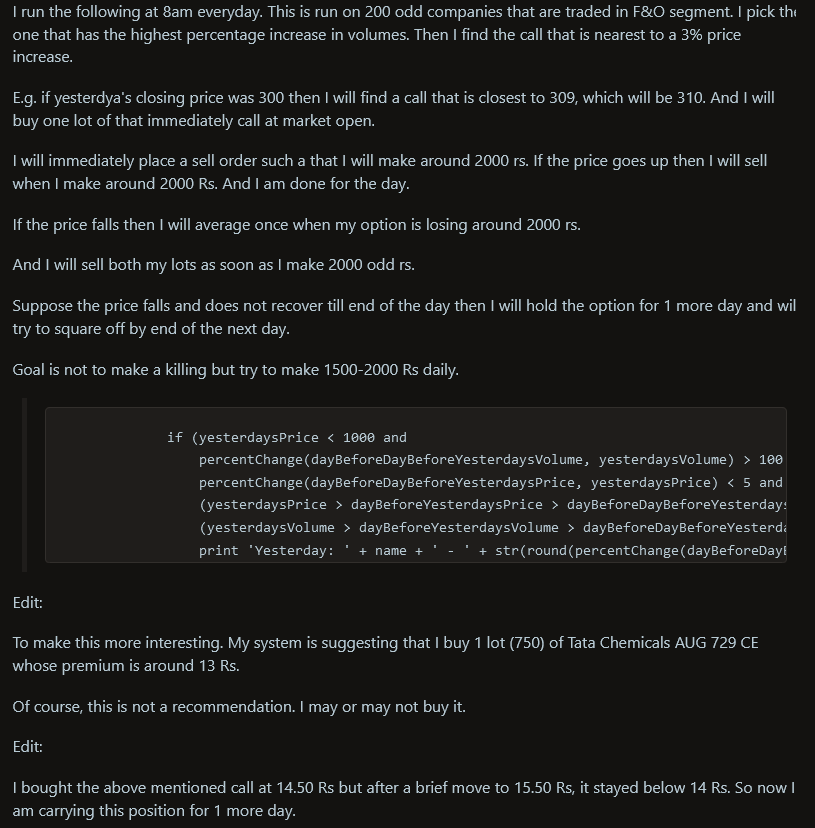 I run the following at 8am everyday. This is run on 200 odd companies that are traded in F&O segment. I pick the
one that has the highest percentage increase in volumes. Then I find the call that is nearest to a 3% price
increase.
E.g. if yesterdya's closing price was 300 then I will find a call that is closest to 309, which will be 310. And I will
buy one lot of that immediately call at market open.
I will immediately place a sell order such a that I will make around 2000 rs. If the price goes up then I will sell
when I make around 2000 Rs. And I am done for the day.
If the price falls then I will average once when my option is losing around 2000 rs.
And I will sell both my lots as soon as I make 2000 odd rs.
Suppose the price falls and does not recover till end of the day then I will hold the option for 1 more day and wil
try to square off by end of the next day.
Goal is not to make a killing but try to make 1500-2000 Rs daily.
if (yesterdaysPrice < 1000 and
percentChange(dayBeforeDayBeforeYesterdaysVolume, yesterdaysVolume) > 100
percentChange(dayBeforeDayBeforeYesterdaysPrice, yesterdaysPrice) < 5 and
(yesterdaysPrice > dayBeforeYesterdaysPrice > dayBeforeDayBeforeYesterdays
(yesterdaysVolume > dayBeforeYesterdaysVolume > dayBeforeDayBeforeYesterda
print 'Yesterday: ' + name + ' - ' + str(round(percentChange(dayBeforeDayB
Edit:
To make this more interesting. My system is suggesting that I buy 1 lot (750) of Tata Chemicals AUG 729 CE
whose premium is around 13 Rs.
Of course, this is not a recommendation. I may or may not buy it.
Edit:
I bought the above mentioned call at 14.50 Rs but after a brief move to 15.50 Rs, it stayed below 14 Rs. So now I
am carrying this position for 1 more day.